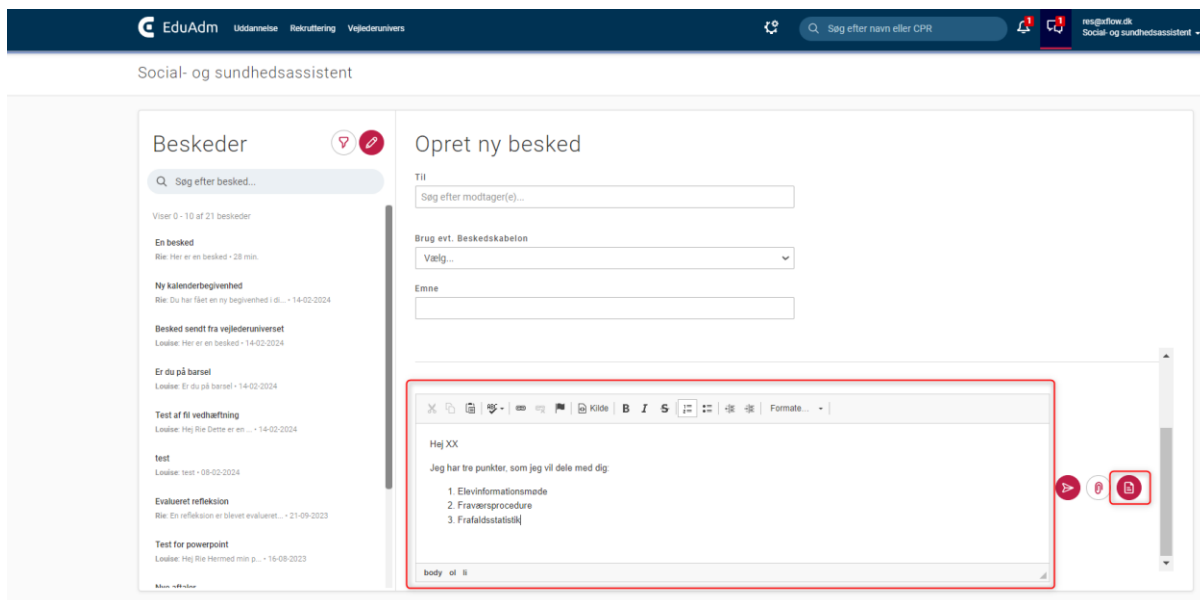 EduAdm Uddannelse Rekruttering Vejlederunivers Søg efter navn eller CPR 1 1 res@xflow.dk
Social- og sundhedsassistent
Social- og sundhedsassistent
Beskeder
Søg efter besked...
Viser 0 - 10 af 21 beskeder
En besked
Rie: Her er en besked • 28 min.
Ny kalenderbegivenhed
Rie: Du har fået en ny begivenhed i di... • 14-02-2024
Besked sendt fra vejlederuniverset
Louise: Her er en besked • 14-02-2024
Er du på barsel
Louise: Er du på barsel • 14-02-2024
Test af fil vedhæftning
Louise: Hej Rie Dette er en ... • 14-02-2024
test
Louise: test • 08-02-2024
Evalueret refleksion
Rie: En refleksion er blevet evalueret... • 21-09-2023
Test for powerpoint
Louise: Hej Rie Hermed min p... • 16-08-2023
Nye aftaler
Opret ny besked
Til
Søg efter modtager(e)...
Brug evt. Beskedskabelon
Vælg...
Emne
Kilde B I S Formate...
Hej XX
Jeg har tre punkter, som jeg vil dele med dig:
1. Elevinformationsmøde
2. Fraværsprocedure
3. Frafaldsstatistik
body ol li